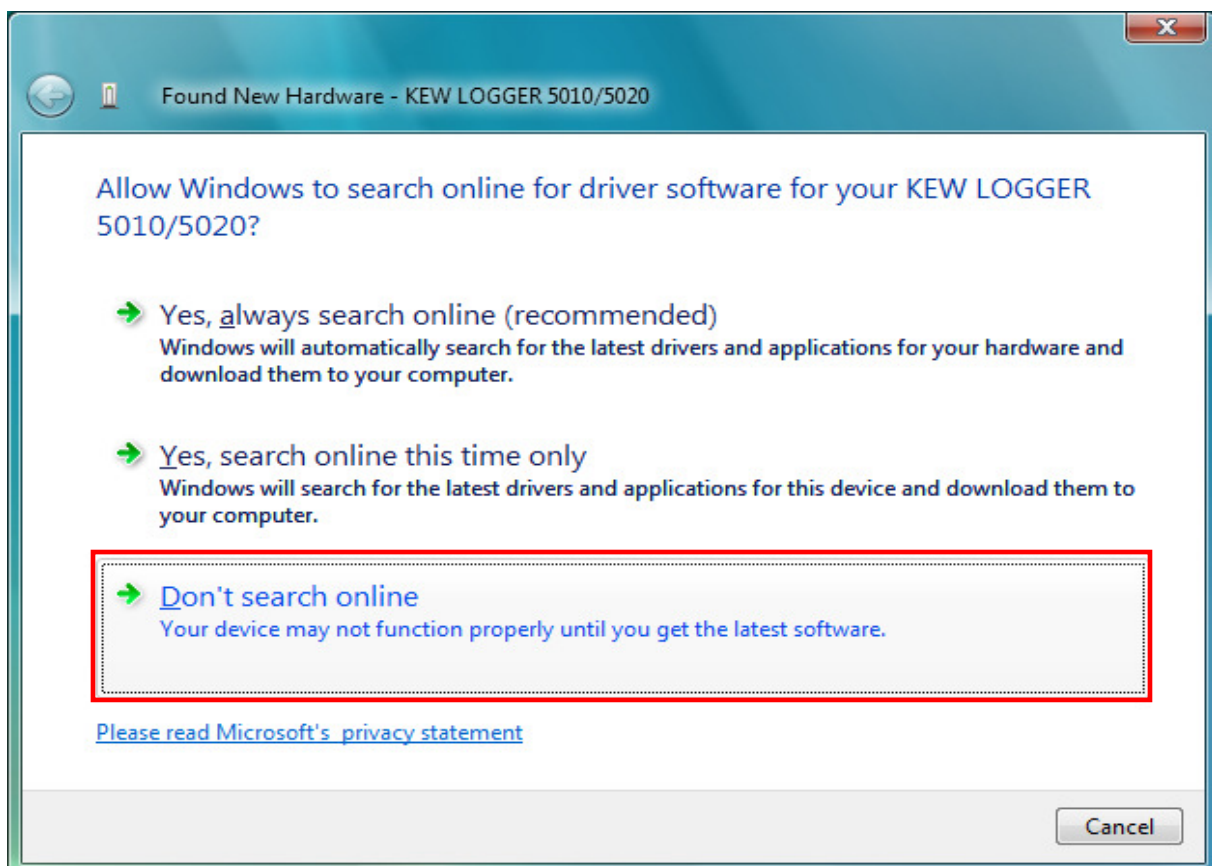 Found New Hardware - KEW LOGGER 5010/5020
Allow Windows to search online for driver software for your KEW LOGGER
5010/5020?
Yes, always search online (recommended)
Windows will automatically search for the latest drivers and applications for your hardware and
download them to your computer.
Yes, search online this time only
Windows will search for the latest drivers and applications for this device and download them to
your computer.
Don't search online
Your device may not function properly until you get the latest software.
Please read Microsoft's privacy statement
Cancel